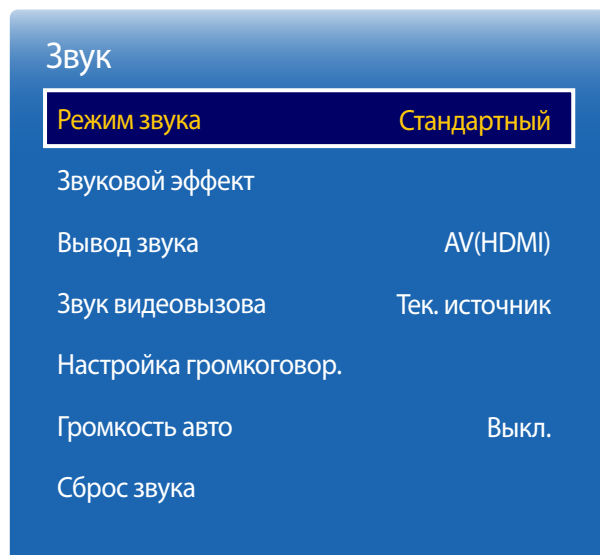 Звук
Режим звука Стандартный
Звуковой эффект
Вывод звука AV(HDMI)
Звук видеовызова Тек. источник
Настройка громкоговор.
Громкость авто Выкл.
Сброс звука